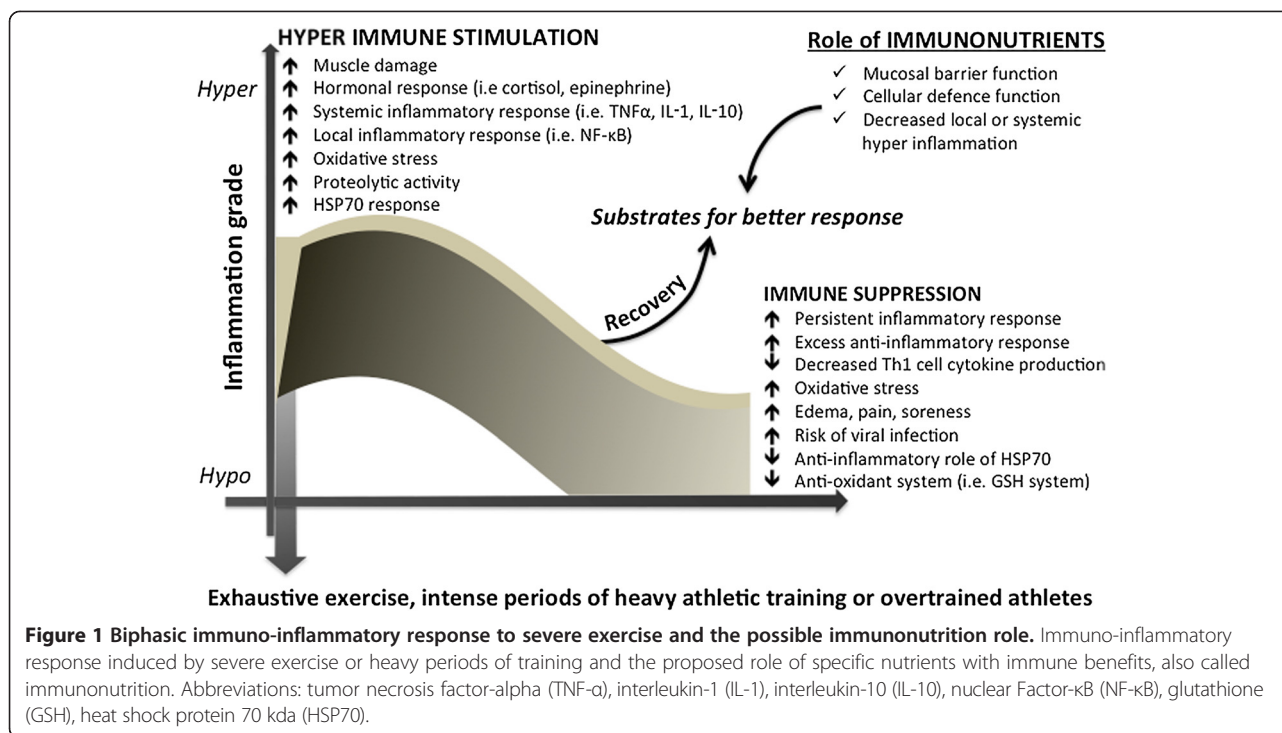 HYPER IMMUNE STIMULATION
Hyper
Muscle damage
Hormonal response (i.e cortisol, epinephrine)
Systemic inflammatory response (i.e. TNFα, IL-1, IL-10)
Local inflammatory response (i.e. NF-κB)
Oxidative stress
Proteolytic activity
HSP70 response
Role of IMMUNONUTRIENTS
✓ Mucosal barrier function
✓ Cellular defence function
✓ Decreased local or systemic
hyper inflammation
Inflammation grade
Substrates for better response
Recovery
IMMUNE SUPPRESSION
Persistent inflammatory response
Excess anti-inflammatory response
Decreased Th1 cell cytokine production
Oxidative stress
Edema, pain, soreness
Risk of viral infection
Anti-inflammatory role of HSP70
Anti-oxidant system (i.e. GSH system)
Hypo
Exhaustive exercise, intense periods of heavy athletic training or overtrained athletes
Figure 1 Biphasic immuno-inflammatory response to severe exercise and the possible immunonutrition role. Immuno-inflammatory
response induced by severe exercise or heavy periods of training and the proposed role of specific nutrients with immune benefits, also called
immunonutrition. Abbreviations: tumor necrosis factor-alpha (TNF-α), interleukin-1 (IL-1), interleukin-10 (IL-10), nuclear Factor-κB (NF-κB), glutathione
(GSH), heat shock protein 70 kda (HSP70).